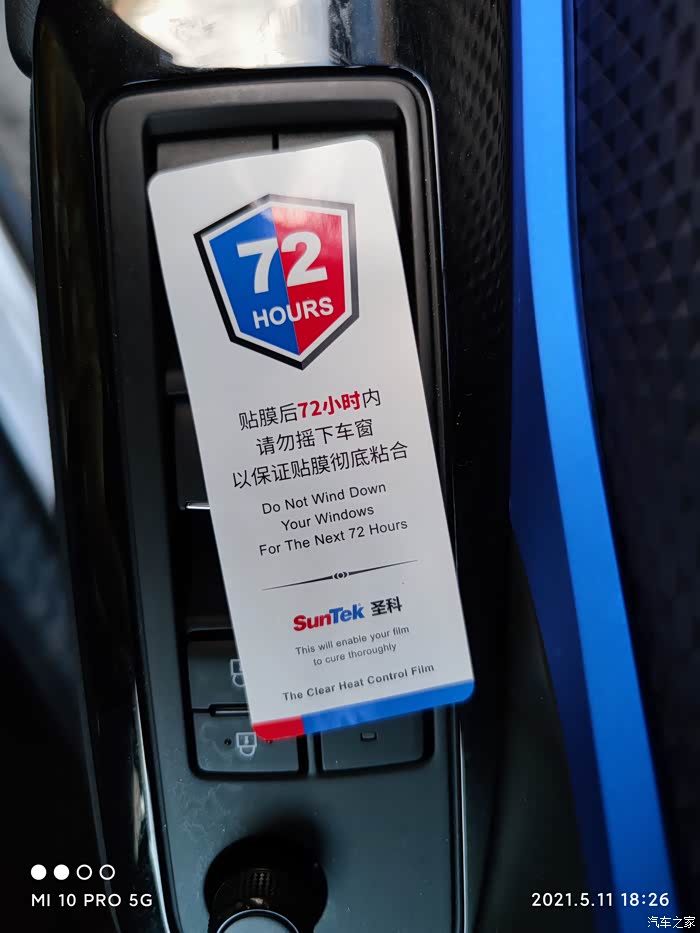 72
HOURS
贴膜后72小时内
请勿摇下车窗
以保证贴膜彻底粘合
Do Not Wind Down
Your Windows
For The Next 72 Hours
SunTek 圣科
This will enable your film
to cure thoroughly
The Clear Heat Control Film
MI 10 PRO 5G
2021.5.11 18:26
汽车之家